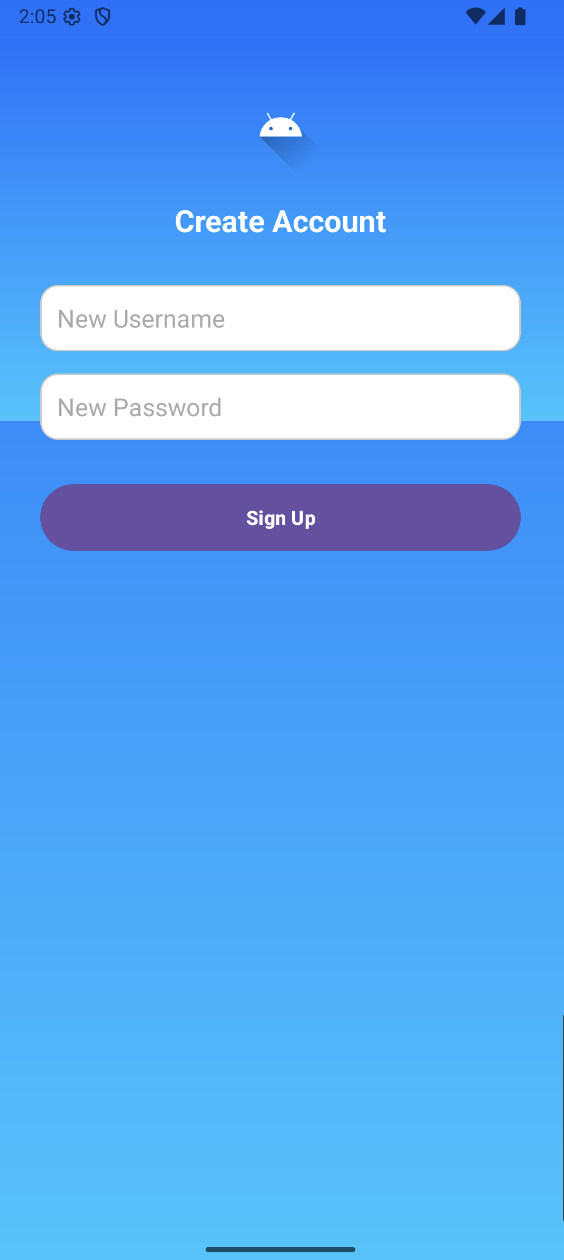 2:05
Create Account
New Username
New Password
Sign Up